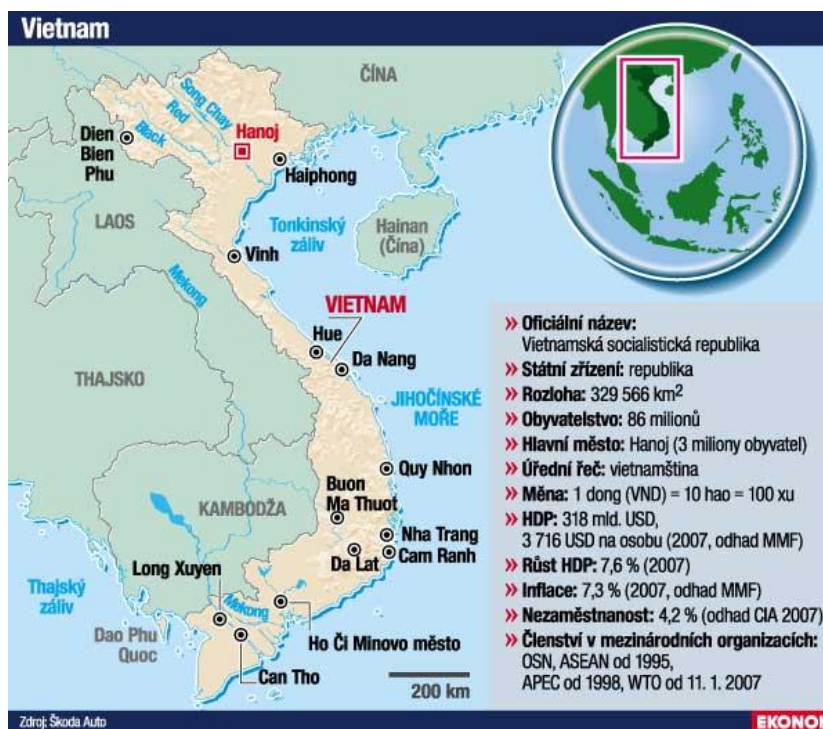 Vietnam
ČÍNA
Song Chay
Red
Black
Hanoj
Dien
Bien
Phu
Haiphong
LAOS
Tonkinský
záliv
Hainan
(Čína)
Vinh
Mekong
VIETNAM
Hue
Da Nang
THAJSKO
JIHOČÍNSKÉ
MOŘE
Quy Nhon
Buon
Ma Thuot
KAMBODŽA
Nha Trang
Da Lat
Cam Ranh
Long Xuyen
Thajský
záliv
Mekong
Dao Phu
Quoc
Ho Či Minovo město
Can Tho
200 km
» Oficiální název:
Vietnamská socialistická republika
» Státní zřízení: republika
» Rozloha: 329 566 km²
» Obyvatelstvo: 86 milionů
» Hlavní město: Hanoj (3 miliony obyvatel)
» Úřední řeč: vietnamština
» Měna: 1 dong (VND) = 10 hao = 100 xu
» HDP: 318 mld. USD,
3 716 USD na osobu (2007, odhad MMF)
» Růst HDP: 7,6 % (2007)
» Inflace: 7,3 % (2007, odhad MMF)
» Nezaměstnanost: 4,2 % (odhad CIA 2007)
» Členství v mezinárodních organizacích:
OSN, ASEAN od 1995,
APEC od 1998, WTO od 11. 1. 2007
Zdroj: Škoda Auto
EKONOM